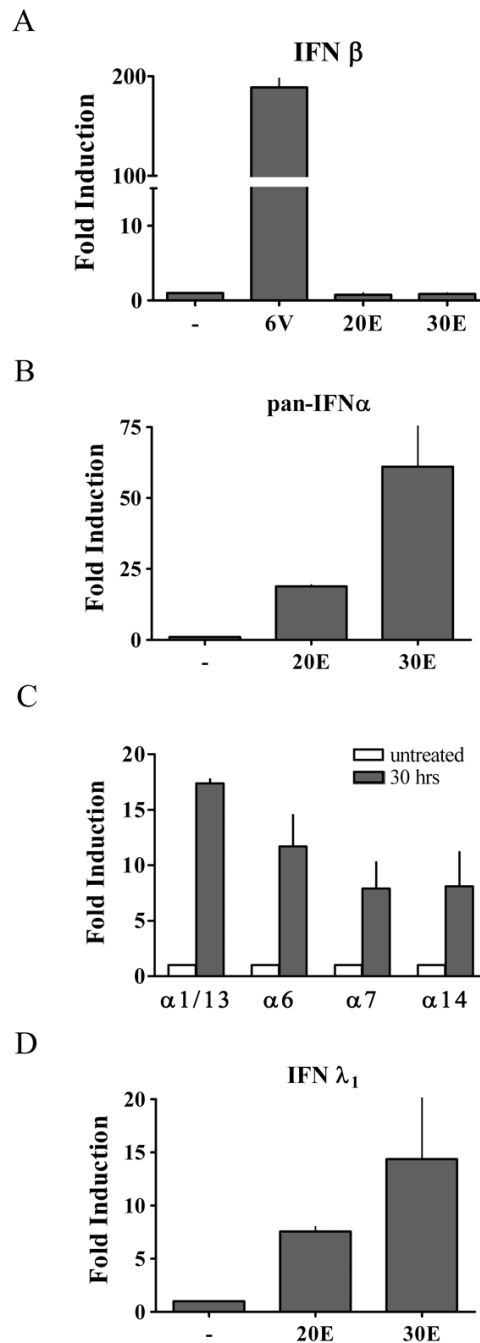 A
IFN β
Fold Induction
200
100
10
0
- 6V 20E 30E
B
pan-IFNα
Fold Induction
75
50
25
0
- 20E 30E
C
untreated
30 hrs
Fold Induction
20
15
10
5
0
α1/13 α6 α7 α14
D
IFN λ1
Fold Induction
20
15
10
5
0
- 20E 30E